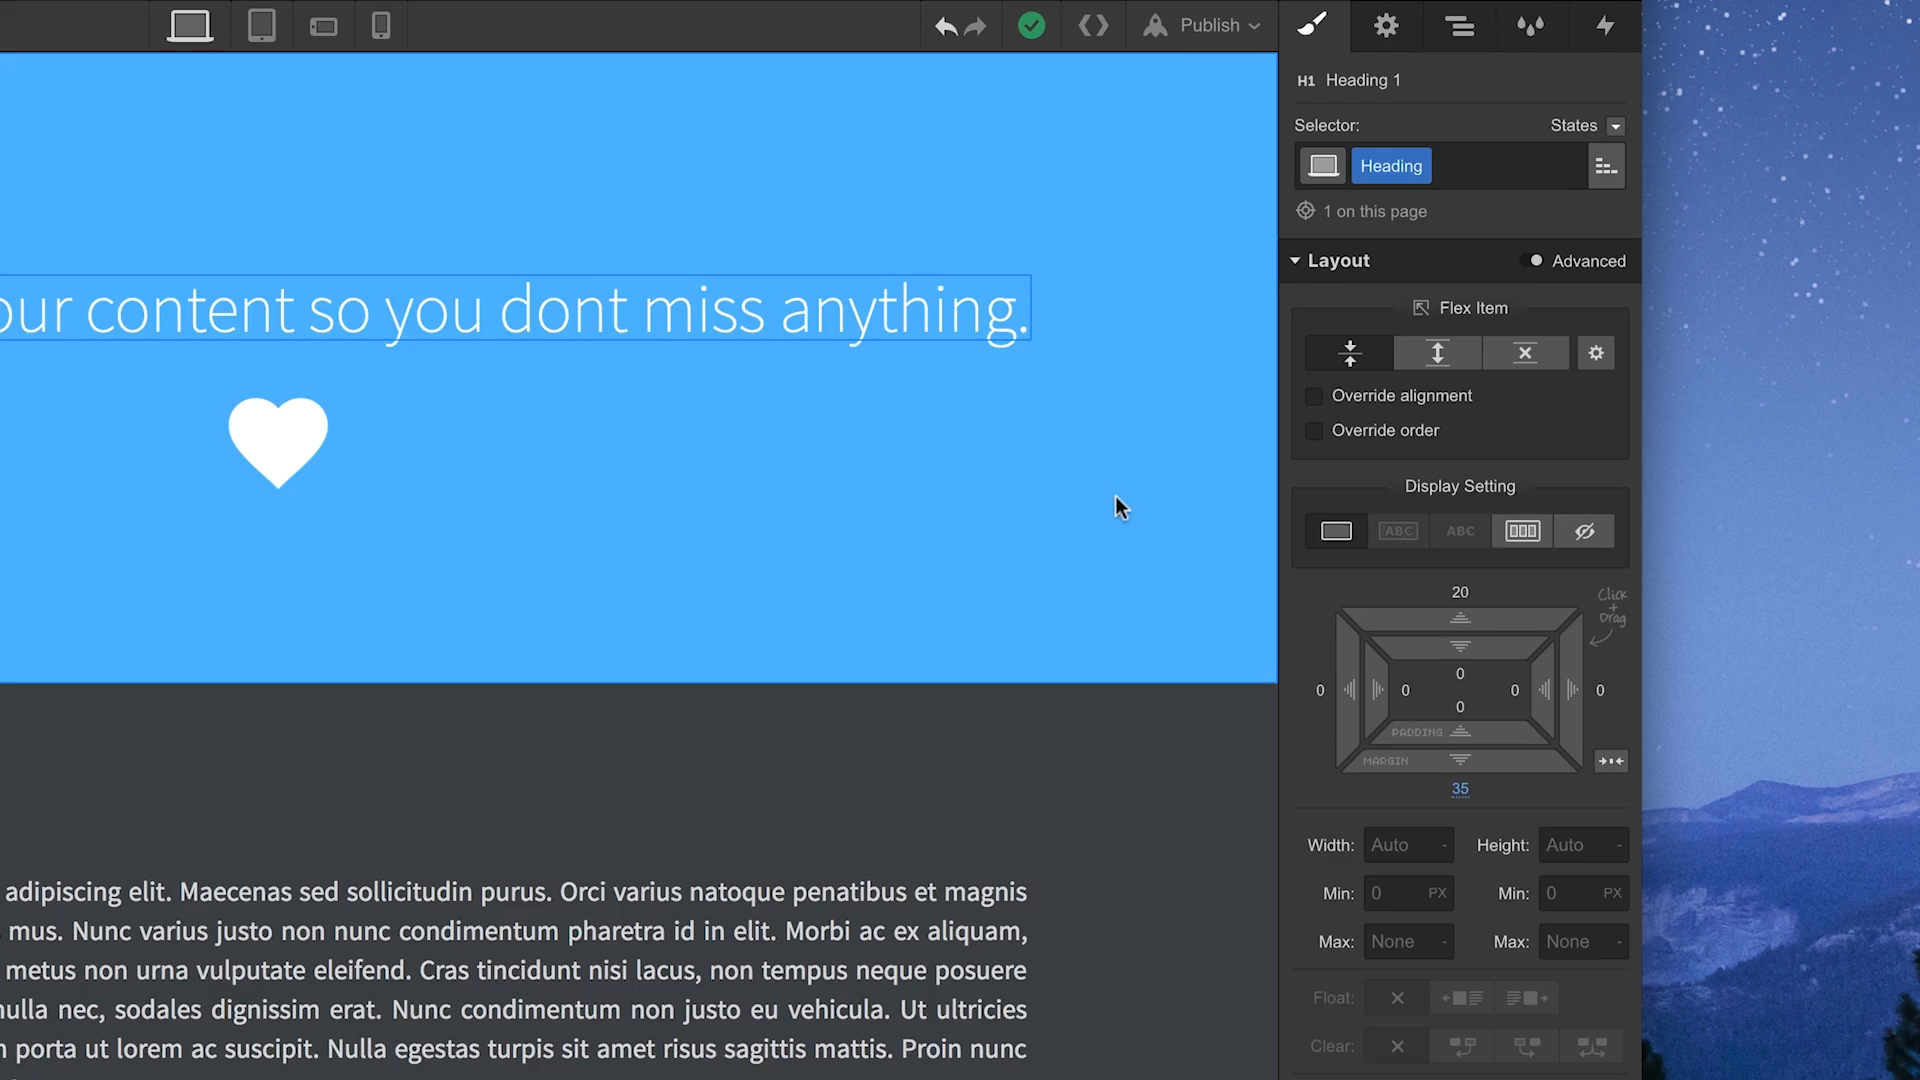 Publish
H1 Heading 1
Selector: States
Heading
1 on this page
Layout Advanced
Flex Item
our content so you dont miss anything.
Override alignment
Override order
Display Setting
ABC ABC
20
Click
+
Drag
0
0 0 0 0
0
PADDING
MARGIN
35
Width: Auto - Height: Auto -
Min: 0 PX Min: 0 PX
Max: None - Max: None -
adipiscing elit. Maecenas sed sollicitudin purus. Orci varius natoque penatibus et magnis
mus. Nunc varius justo non nunc condimentum pharetra id in elit. Morbi ac ex aliquam,
metus non urna vulputate eleifend. Cras tincidunt nisi lacus, non tempus neque posuere
nulla nec, sodales dignissim erat. Nunc condimentum non justo eu vehicula. Ut ultricies
porta ut lorem ac suscipit. Nulla egestas turpis sit amet risus sagittis mattis. Proin nunc
Float:
Clear: